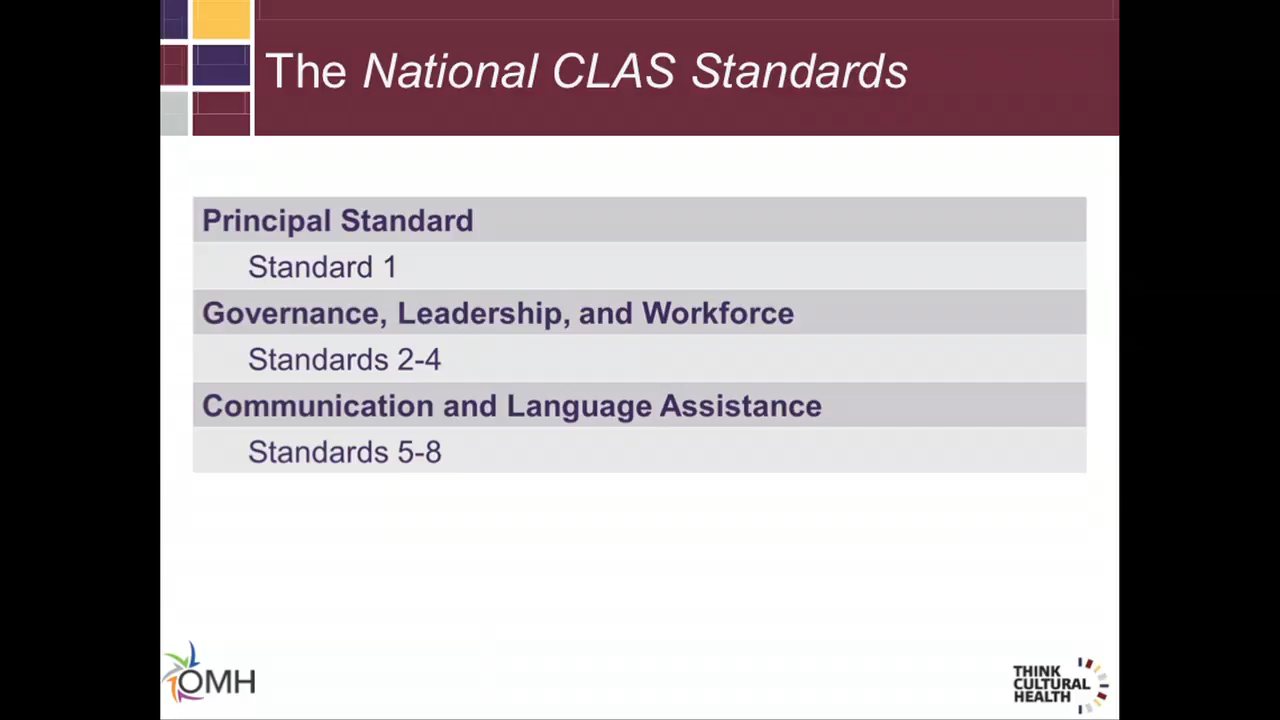 The National CLAS Standards
Principal Standard
Standard 1
Governance, Leadership, and Workforce
Standards 2-4
Communication and Language Assistance
Standards 5-8
OMH
THINK
CULTURAL
HEALTH